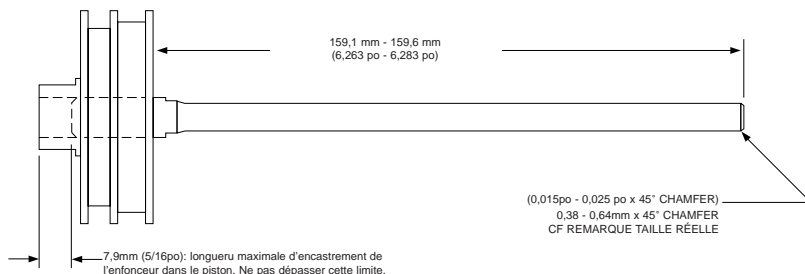 159,1 mm - 159,6 mm
(6,263 po - 6,283 po)
(0,015po - 0,025 po x 45° CHAMFER)
0,38 - 0,64mm x 45° CHAMFER
CF REMARQUE TAILLE RÉELLE
7,9mm (5/16po): longueru maximale d'encastrement de
l'enfonceur dans le piston. Ne pas dépasser cette limite.